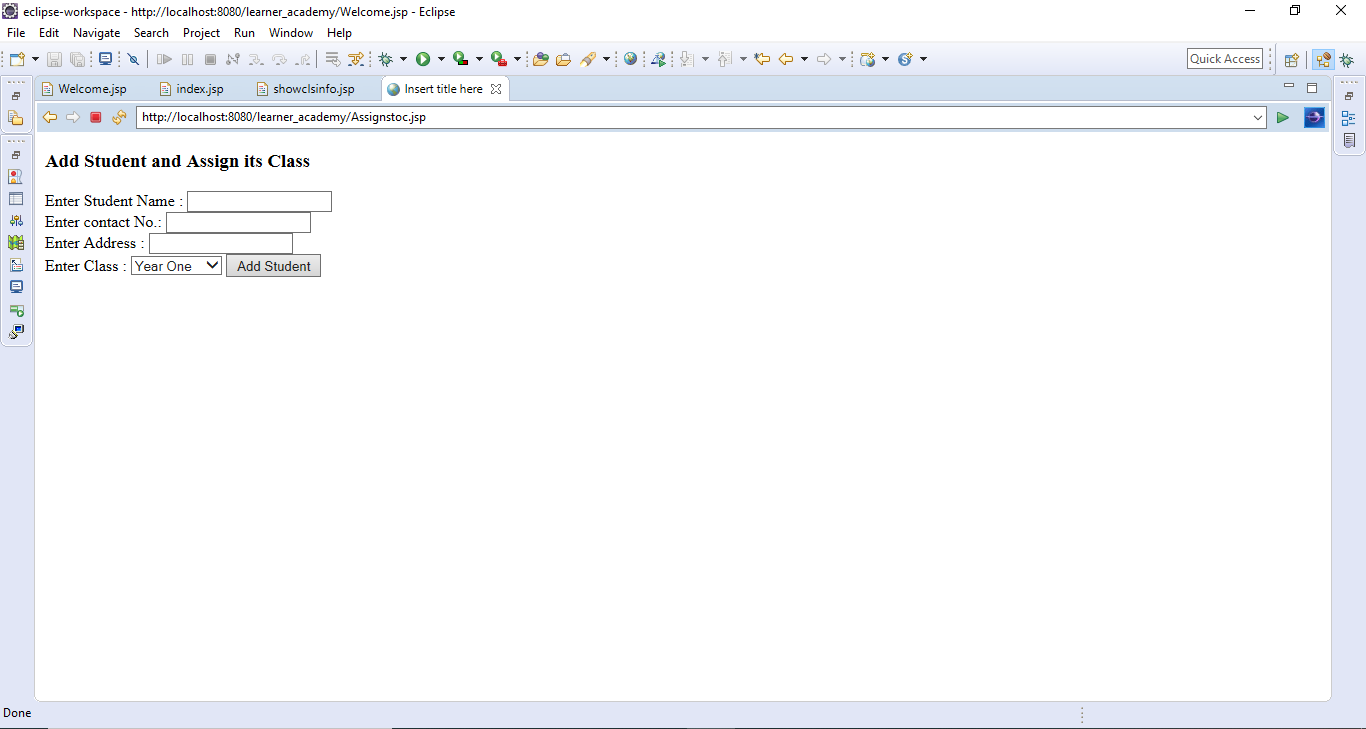 eclipse-workspace - http://localhost:8080/learner_academy/Welcome.jsp - Eclipse
File Edit Navigate Search Project Run Window Help
Quick Access
Welcome.jsp index.jsp showclsinfo.jsp Insert title here
http://localhost:8080/learner_academy/Assignstoc.jsp
Add Student and Assign its Class
Enter Student Name :
Enter contact No.:
Enter Address :
Enter Class : Year One Add Student
Done